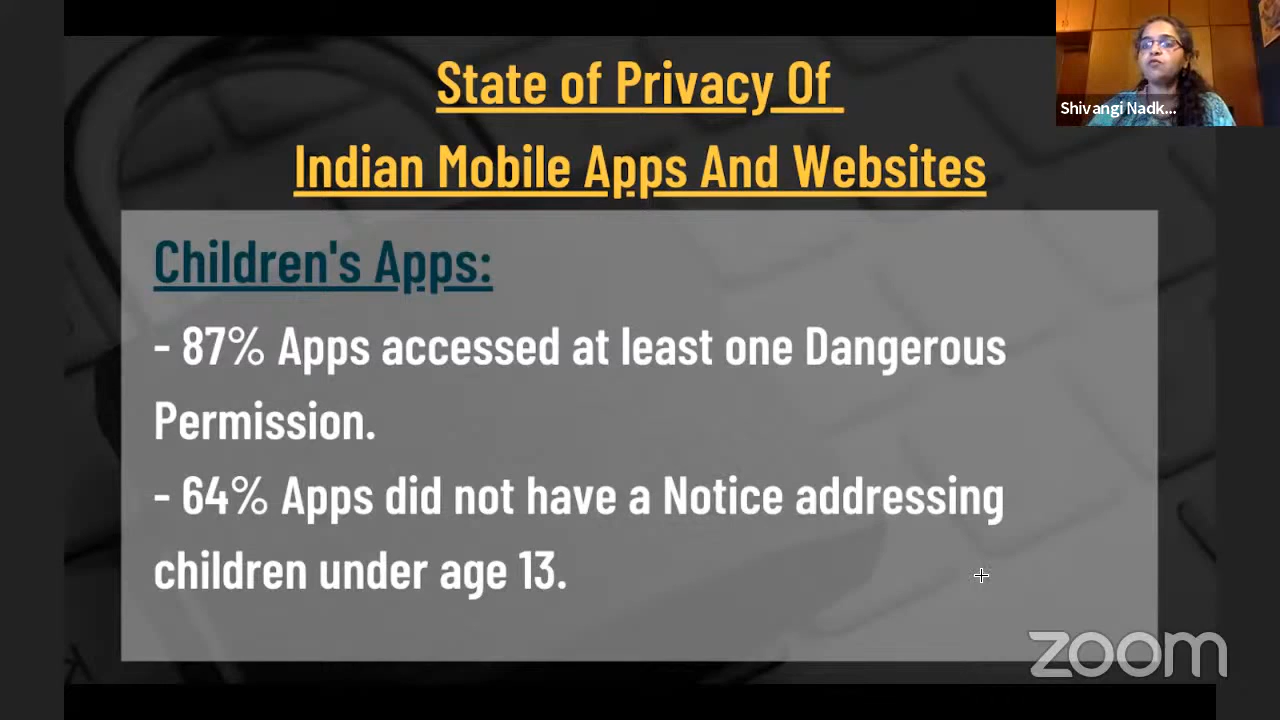 State of Privacy Of
Indian Mobile Apps And Websites
Shivangi Nadk...
Children's Apps:
- 87% Apps accessed at least one Dangerous
Permission.
- 64% Apps did not have a Notice addressing
children under age 13.
zoom